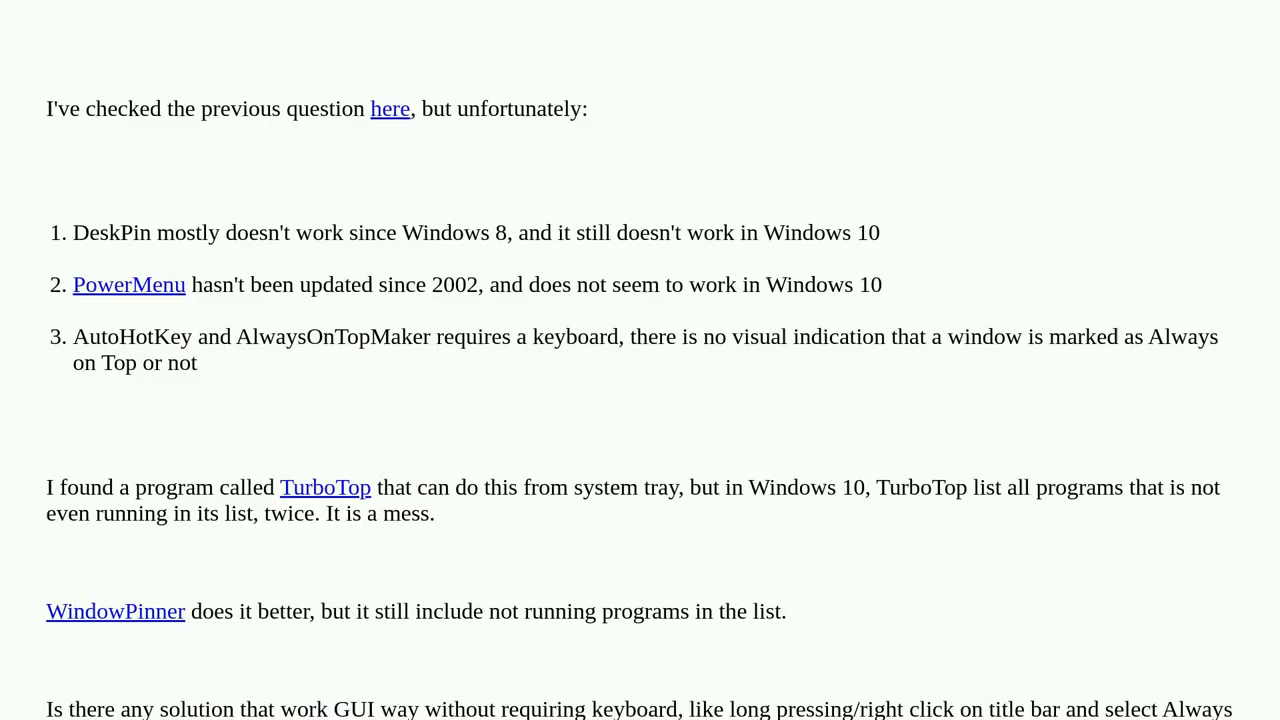 I've checked the previous question here, but unfortunately:
1. DeskPin mostly doesn't work since Windows 8, and it still doesn't work in Windows 10
2. PowerMenu hasn't been updated since 2002, and does not seem to work in Windows 10
3. AutoHotKey and AlwaysOnTopMaker requires a keyboard, there is no visual indication that a window is marked as Always
on Top or not
I found a program called TurboTop that can do this from system tray, but in Windows 10, TurboTop list all programs that is not
even running in its list, twice. It is a mess.
WindowPinner does it better, but it still include not running programs in the list.
Is there any solution that work GUI way without requiring keyboard, like long pressing/right click on title bar and select Always